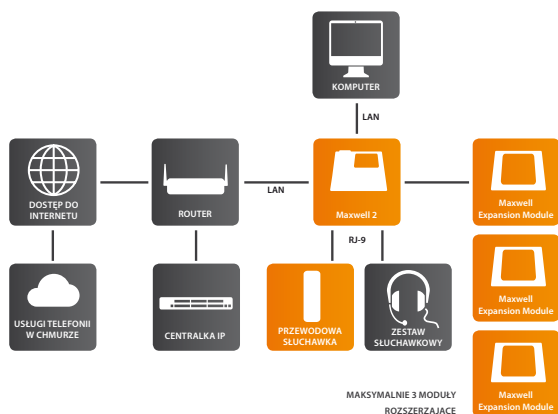 KOMPUTER
LAN
DOSTĘP DO
INTERNETU
ROUTER
LAN
Maxwell 2
Maxwell
Expansion Module
RJ-9
USŁUGI TELEFONII
W CHMURZE
CENTRALKA IP
PRZEWODOWA
SŁUCHAWKA
ZESTAW
SŁUCHAWKOWY
Maxwell
Expansion Module
MAKSYMALNIE 3 MODUŁY
ROZSZERZAJACE
Maxwell
Expansion Module